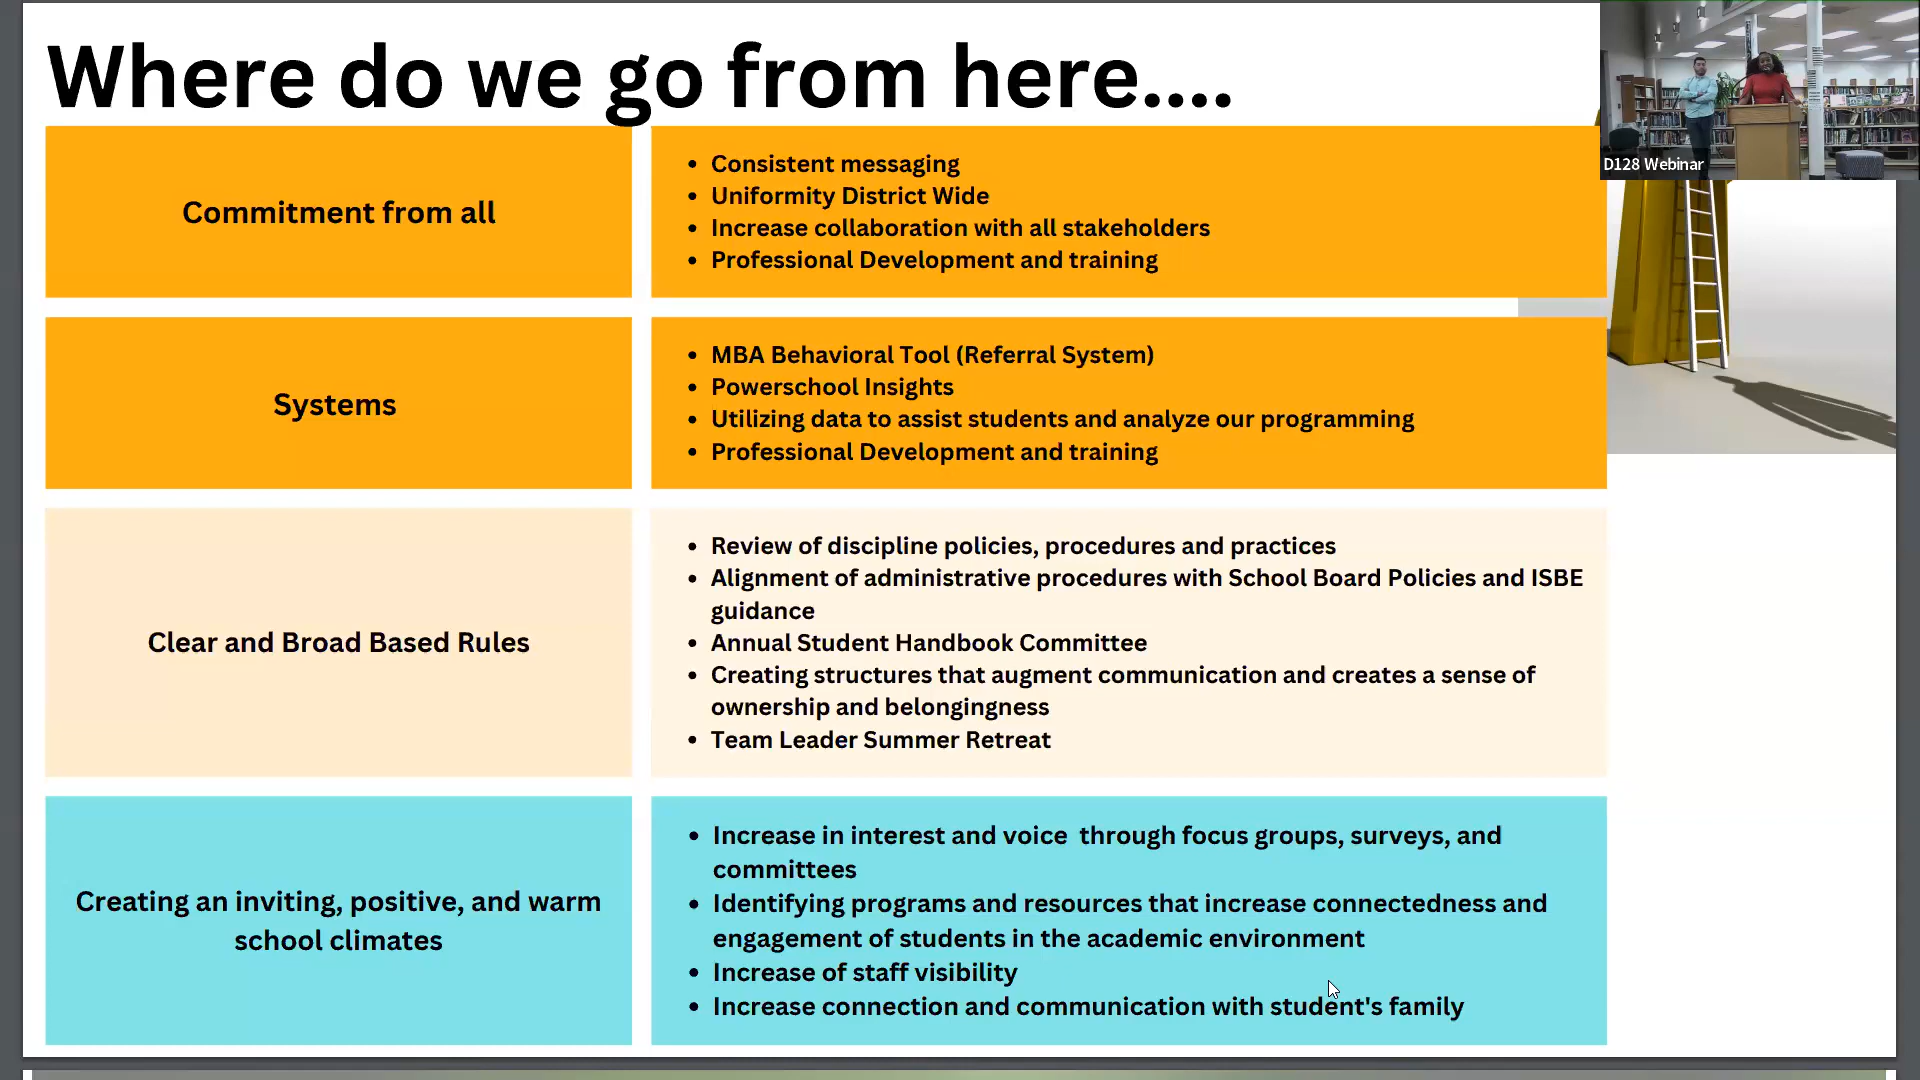 Where do we go from here....
D128 Webinar
Commitment from all
• Consistent messaging
• Uniformity District Wide
• Increase collaboration with all stakeholders
• Professional Development and training
Systems
• MBA Behavioral Tool (Referral System)
• Powerschool Insights
• Utilizing data to assist students and analyze our programming
• Professional Development and training
Clear and Broad Based Rules
• Review of discipline policies, procedures and practices
• Alignment of administrative procedures with School Board Policies and ISBE
guidance
• Annual Student Handbook Committee
• Creating structures that augment communication and creates a sense of
ownership and belongingness
• Team Leader Summer Retreat
Creating an inviting, positive, and warm
school climates
• Increase in interest and voice  through focus groups, surveys, and
committees
• Identifying programs and resources that increase connectedness and
engagement of students in the academic environment
• Increase of staff visibility
• Increase connection and communication with student's family